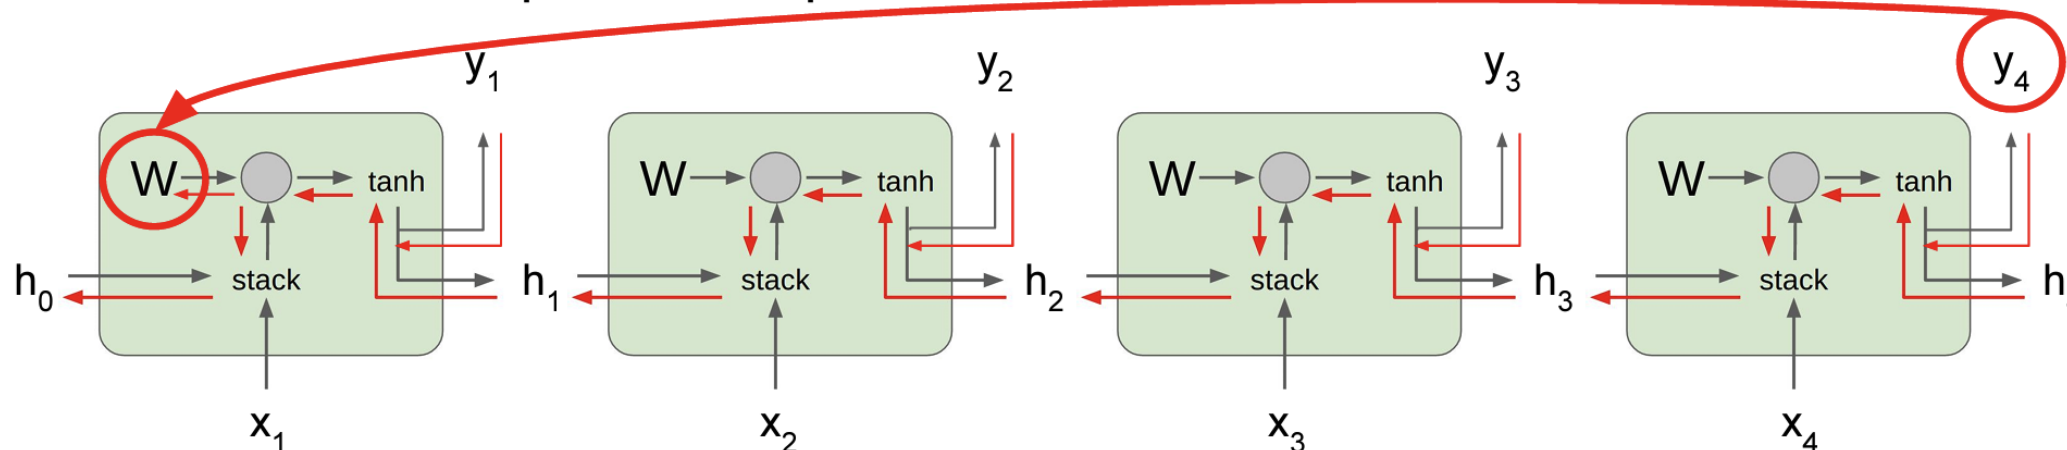 y1 y2 y3 y4
W tanh W tanh W tanh W tanh
h0 stack h1 stack h2 stack h3 stack h
x1 x2 x3 x4